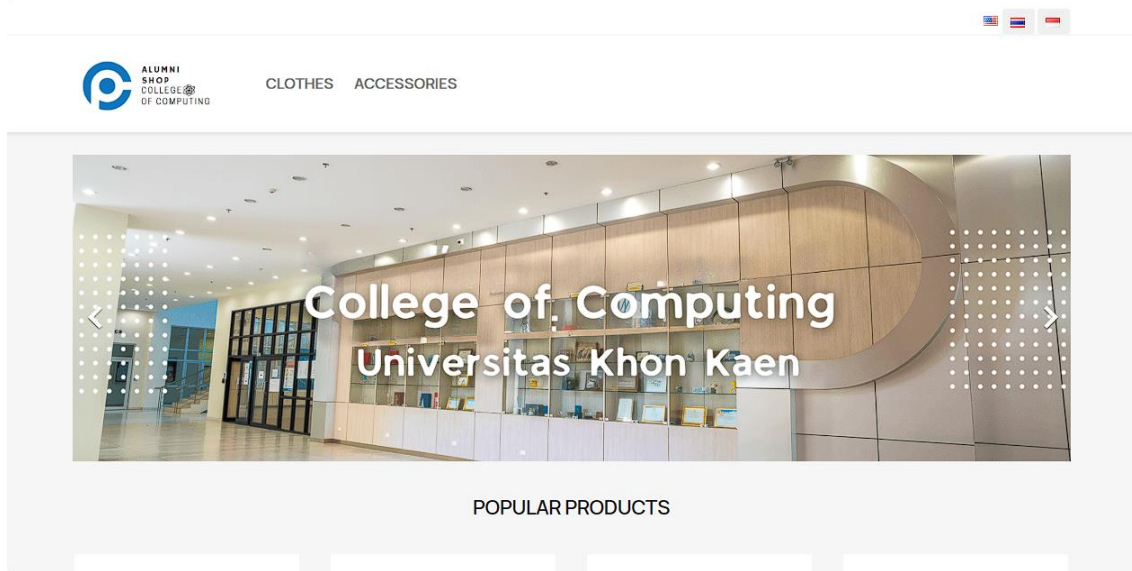 ALUMNI
SHOP
COLLEGE
OF COMPUTING
CLOTHES ACCESSORIES
College of Computing
Universitas Khon Kaen
POPULAR PRODUCTS